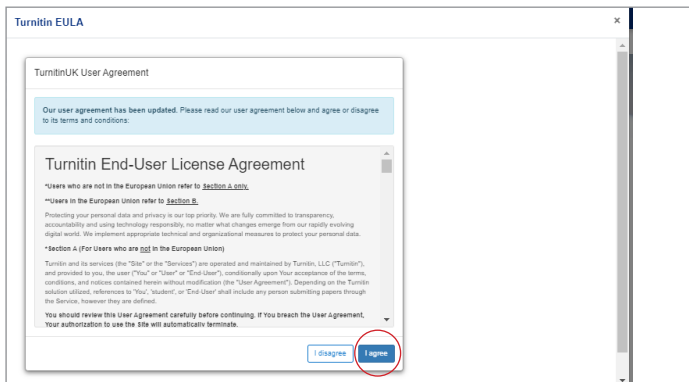 Turnitin EULA
×
TurnitinUK User Agreement
Our user agreement has been updated. Please read our user agreement below and agree or disagree
to its terms and conditions:
Turnitin End-User License Agreement
*Users who are not in the European Union refer to Section A only.
**Users in the European Union refer to Section B.
Protecting your personal data and privacy is our top priority. We are fully committed to transparency,
accountability and using technology responsibly, no matter what changes emerge from our rapidly evolving
digital world. We implement appropriate technical and organizational measures to protect your personal data.
*Section A (For Users who are not in the European Union)
Turnitin and its services (the "Site" or the "Services") are operated and maintained by Turnitin, LLC ("Turnitin"),
and provided to you, the user ("You" or "User" or "End-User"), conditionally upon Your acceptance of the terms,
conditions, and notices contained herein without modification (the "User Agreement"). Depending on the Turnitin
solution utilized, references to 'You', 'student', or 'End-User' shall include any person submitting papers through
the Service, however they are defined.
You should review this User Agreement carefully before continuing. If You breach the User Agreement,
Your authorization to use the Site will automatically terminate.
I disagree
I agree